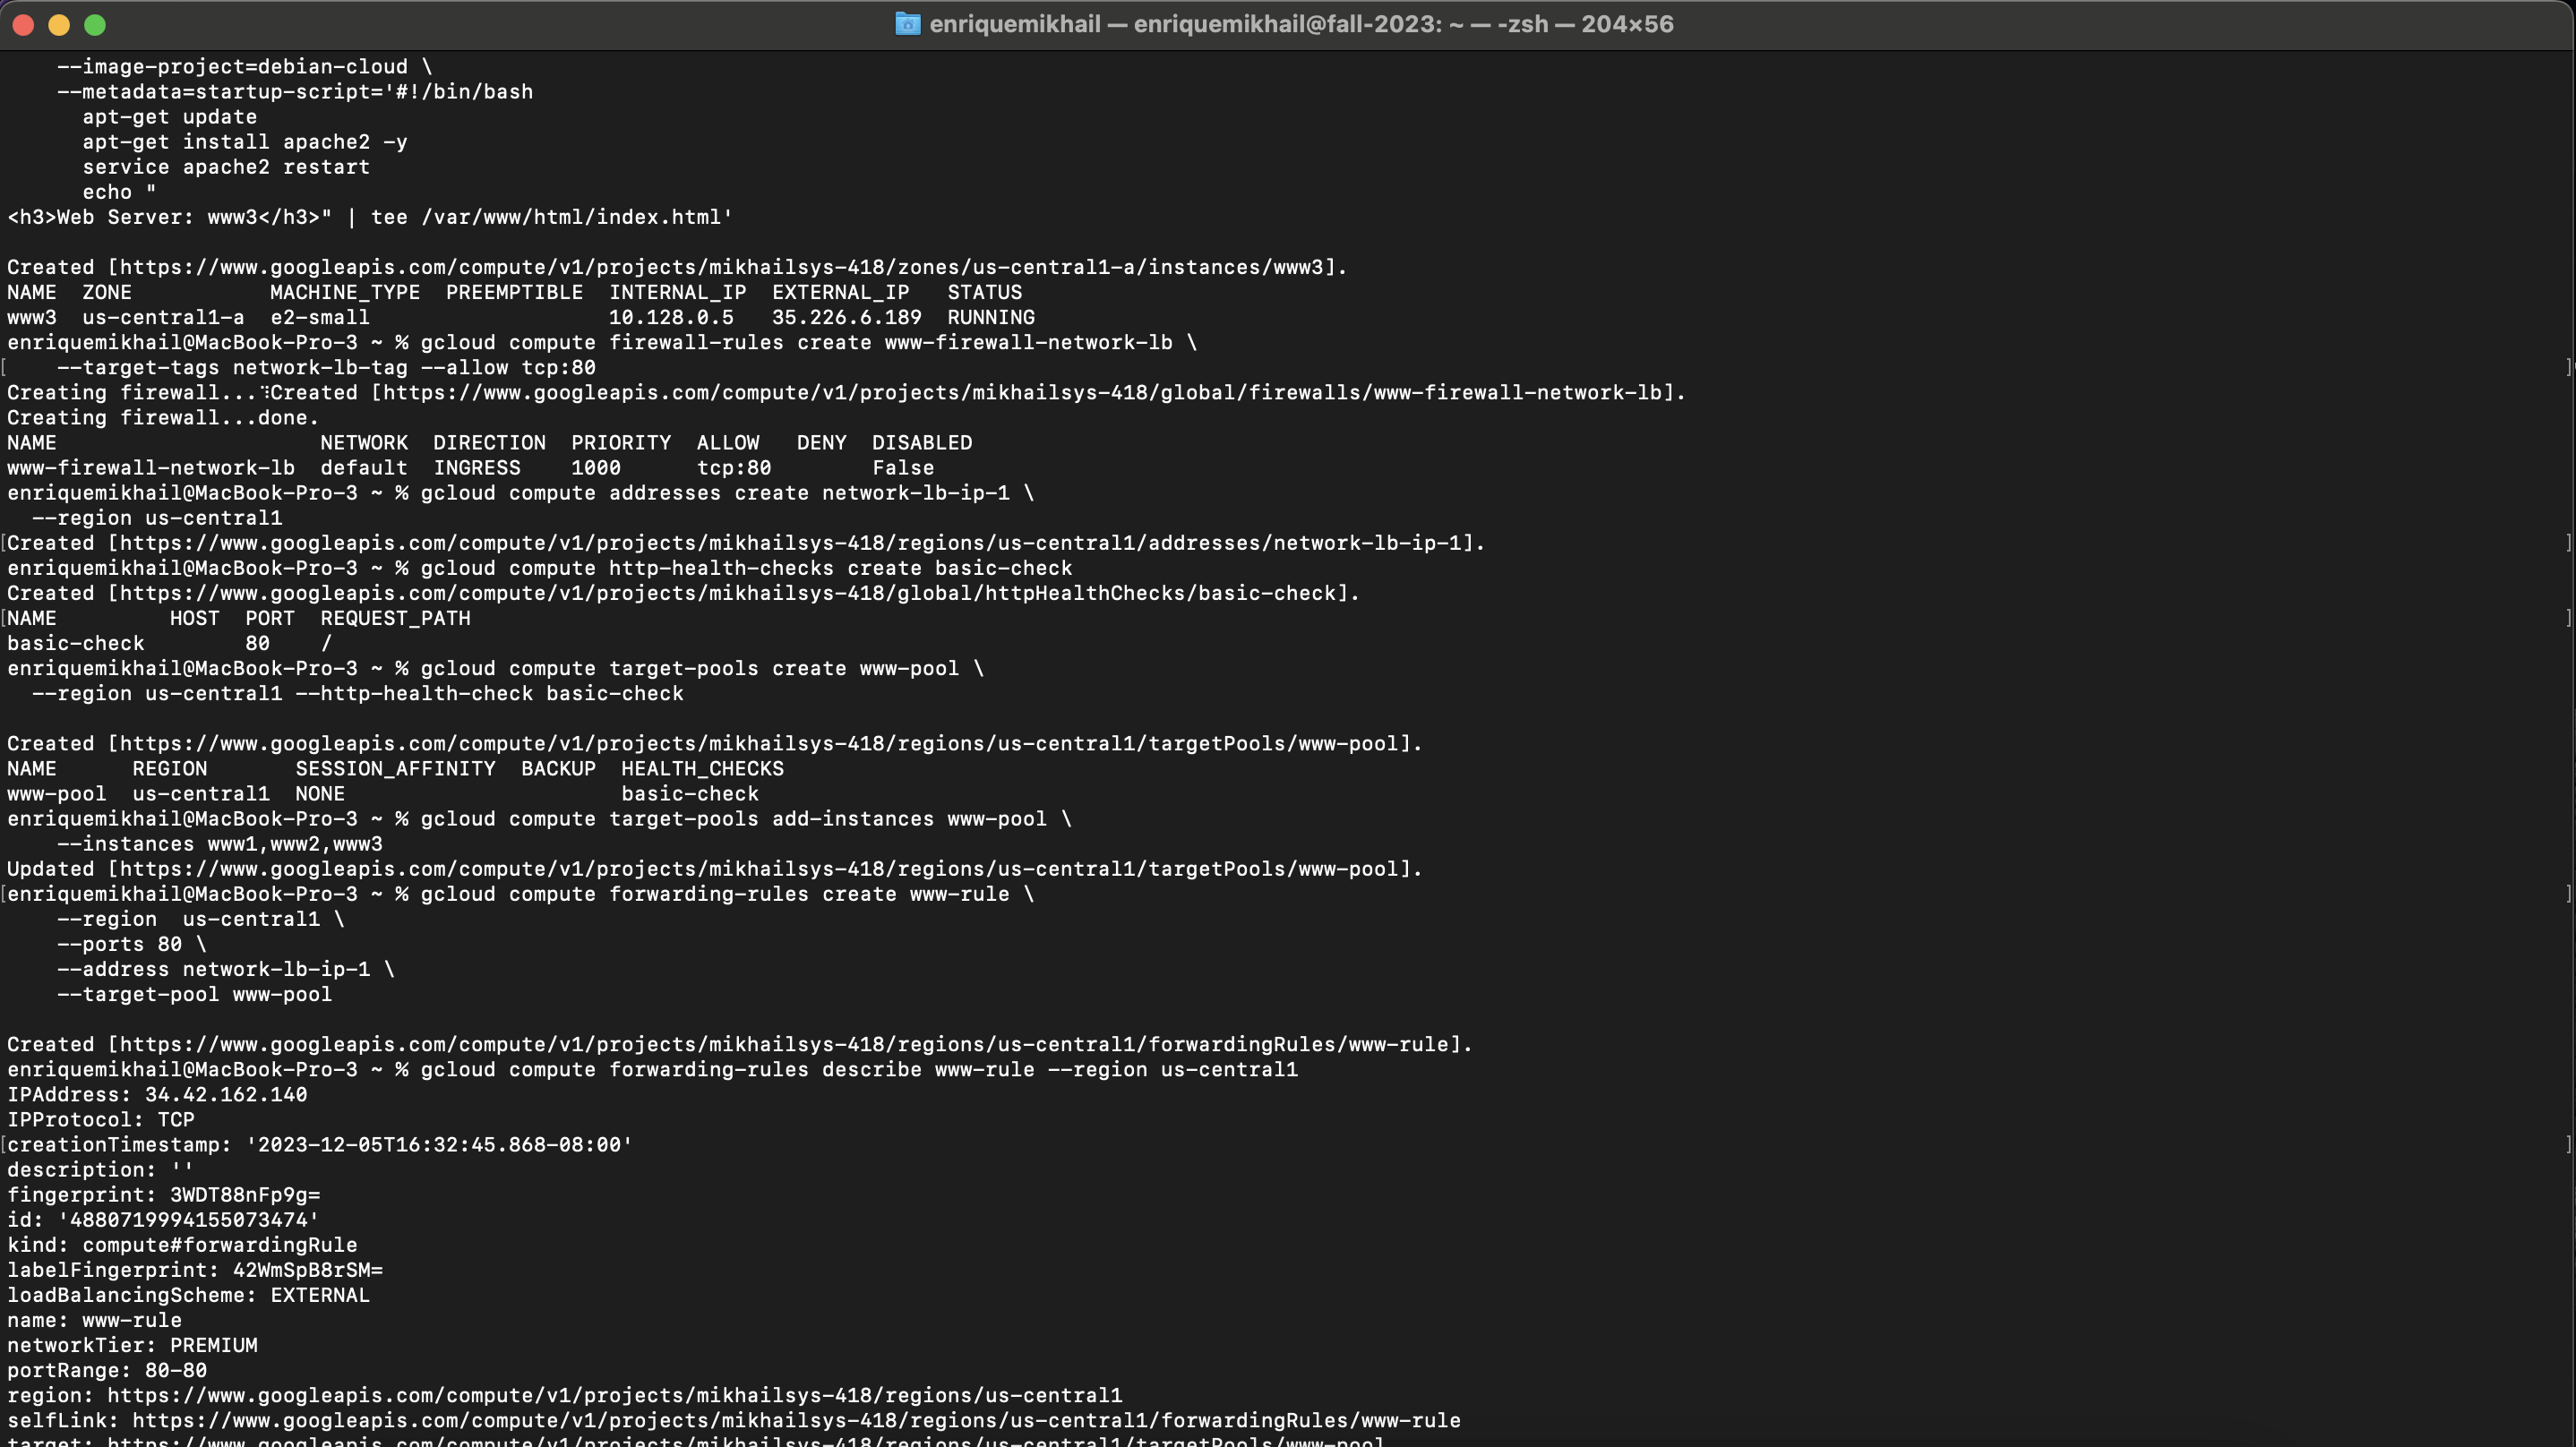 enriquemikhail — enriquemikhail@fall-2023: ~ — -zsh — 204×56
    --image-project=debian-cloud \
    --metadata=startup-script='#!/bin/bash
      apt-get update
      apt-get install apache2 -y
      service apache2 restart
      echo "
<h3>Web Server: www3</h3>" | tee /var/www/html/index.html'
Created [https://www.googleapis.com/compute/v1/projects/mikhailsys-418/zones/us-central1-a/instances/www3].
NAME  ZONE           MACHINE_TYPE  PREEMPTIBLE  INTERNAL_IP  EXTERNAL_IP   STATUS
www3  us-central1-a  e2-small                   10.128.0.5   35.226.6.189  RUNNING
enriquemikhail@MacBook-Pro-3 ~ % gcloud compute firewall-rules create www-firewall-network-lb \
[    --target-tags network-lb-tag --allow tcp:80 ]
Creating firewall...⠹Created [https://www.googleapis.com/compute/v1/projects/mikhailsys-418/global/firewalls/www-firewall-network-lb].
Creating firewall...done.
NAME                     NETWORK  DIRECTION  PRIORITY  ALLOW   DENY  DISABLED
www-firewall-network-lb  default  INGRESS    1000      tcp:80        False
enriquemikhail@MacBook-Pro-3 ~ % gcloud compute addresses create network-lb-ip-1 \
  --region us-central1
[Created [https://www.googleapis.com/compute/v1/projects/mikhailsys-418/regions/us-central1/addresses/network-lb-ip-1]. ]
enriquemikhail@MacBook-Pro-3 ~ % gcloud compute http-health-checks create basic-check
Created [https://www.googleapis.com/compute/v1/projects/mikhailsys-418/global/httpHealthChecks/basic-check].
[NAME         HOST  PORT  REQUEST_PATH ]
basic-check        80    /
enriquemikhail@MacBook-Pro-3 ~ % gcloud compute target-pools create www-pool \
  --region us-central1 --http-health-check basic-check
Created [https://www.googleapis.com/compute/v1/projects/mikhailsys-418/regions/us-central1/targetPools/www-pool].
NAME      REGION       SESSION_AFFINITY  BACKUP  HEALTH_CHECKS
www-pool  us-central1  NONE                      basic-check
enriquemikhail@MacBook-Pro-3 ~ % gcloud compute target-pools add-instances www-pool \
    --instances www1,www2,www3
Updated [https://www.googleapis.com/compute/v1/projects/mikhailsys-418/regions/us-central1/targetPools/www-pool].
[enriquemikhail@MacBook-Pro-3 ~ % gcloud compute forwarding-rules create www-rule \ ]
    --region  us-central1 \
    --ports 80 \
    --address network-lb-ip-1 \
    --target-pool www-pool
Created [https://www.googleapis.com/compute/v1/projects/mikhailsys-418/regions/us-central1/forwardingRules/www-rule].
enriquemikhail@MacBook-Pro-3 ~ % gcloud compute forwarding-rules describe www-rule --region us-central1
IPAddress: 34.42.162.140
IPProtocol: TCP
[creationTimestamp: '2023-12-05T16:32:45.868-08:00' ]
description: ''
fingerprint: 3WDT88nFp9g=
id: '4880719994155073474'
kind: compute#forwardingRule
labelFingerprint: 42WmSpB8rSM=
loadBalancingScheme: EXTERNAL
name: www-rule
networkTier: PREMIUM
portRange: 80-80
region: https://www.googleapis.com/compute/v1/projects/mikhailsys-418/regions/us-central1
selfLink: https://www.googleapis.com/compute/v1/projects/mikhailsys-418/regions/us-central1/forwardingRules/www-rule
target: https://www.googleapis.com/compute/v1/projects/mikhailsys-418/regions/us-central1/targetPools/www-pool